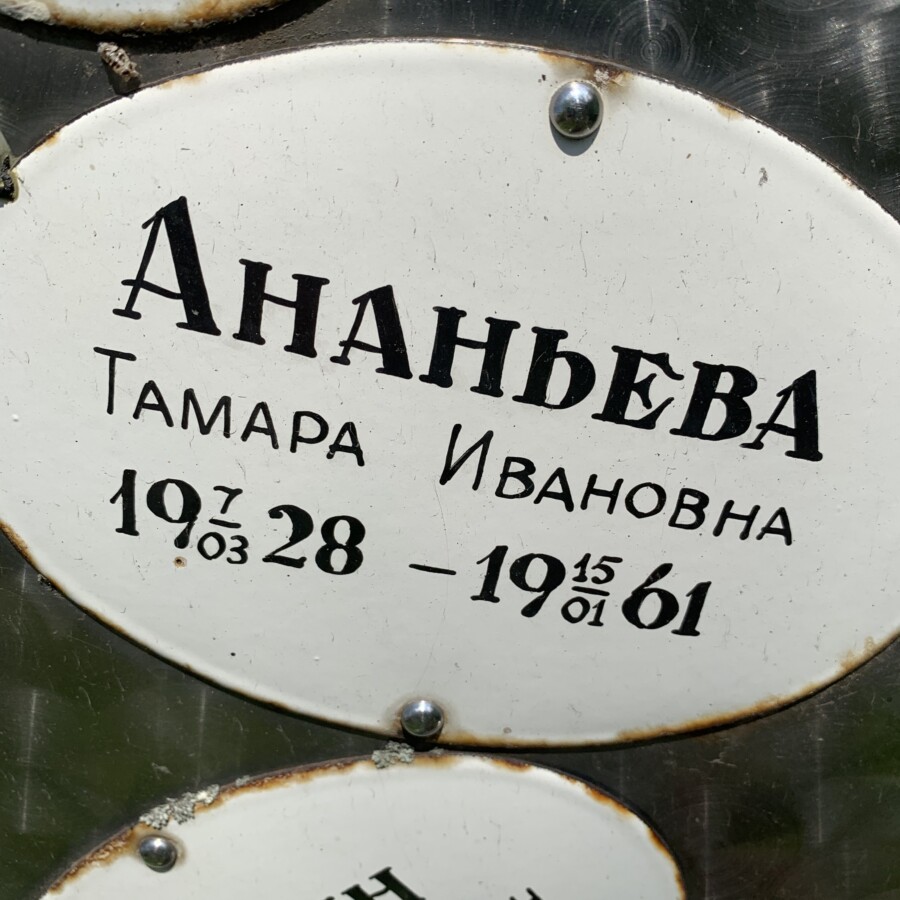 Ананьева
Тамара Ивановна
19 7/03 28 – 19 15/01 61